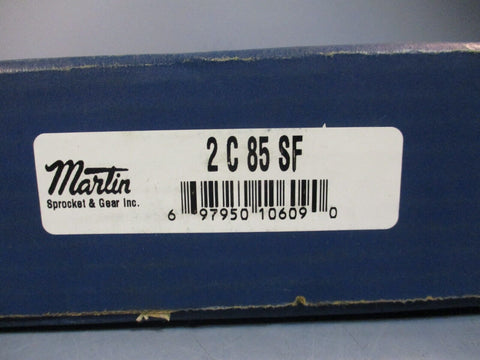 2 C 85 SF
Martin
Sprocket & Gear Inc.
6 97950 10609 0